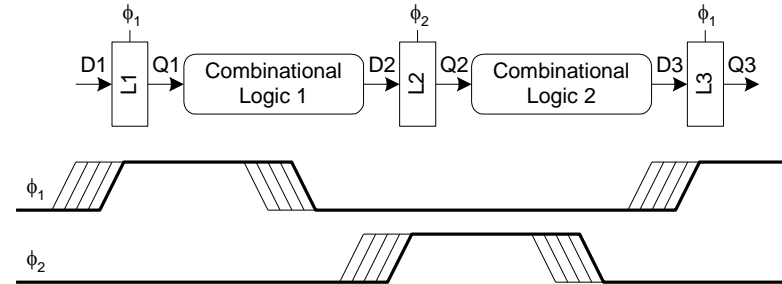 ϕ1 ϕ2 ϕ1
D1 L1 Q1 Combinational Logic 1 D2 L2 Q2 Combinational Logic 2 D3 L3 Q3
ϕ1
ϕ2